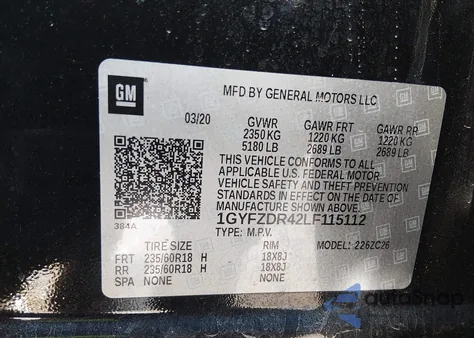 GM
MFD BY GENERAL MOTORS LLC
03/20 GVWR GAWR FRT GAWR RR
2350 KG 1220 KG 1220 KG
5180 LB 2689 LB 2689 LB
THIS VEHICLE CONFORMS TO ALL
APPLICABLE U.S. FEDERAL MOTOR
VEHICLE SAFETY AND THEFT PREVENTION
STANDARDS IN EFFECT ON THE DATE OF
MANUFACTURE SHOWN ABOVE.
1GYFZDR42LF115112
384A TYPE: M.P.V. MODEL: 226ZC26
TIRE SIZE RIM
FRT 235/60R18 H 18X8J
RR 235/60R18 H 18X8J
SPA NONE NONE
autoSnap